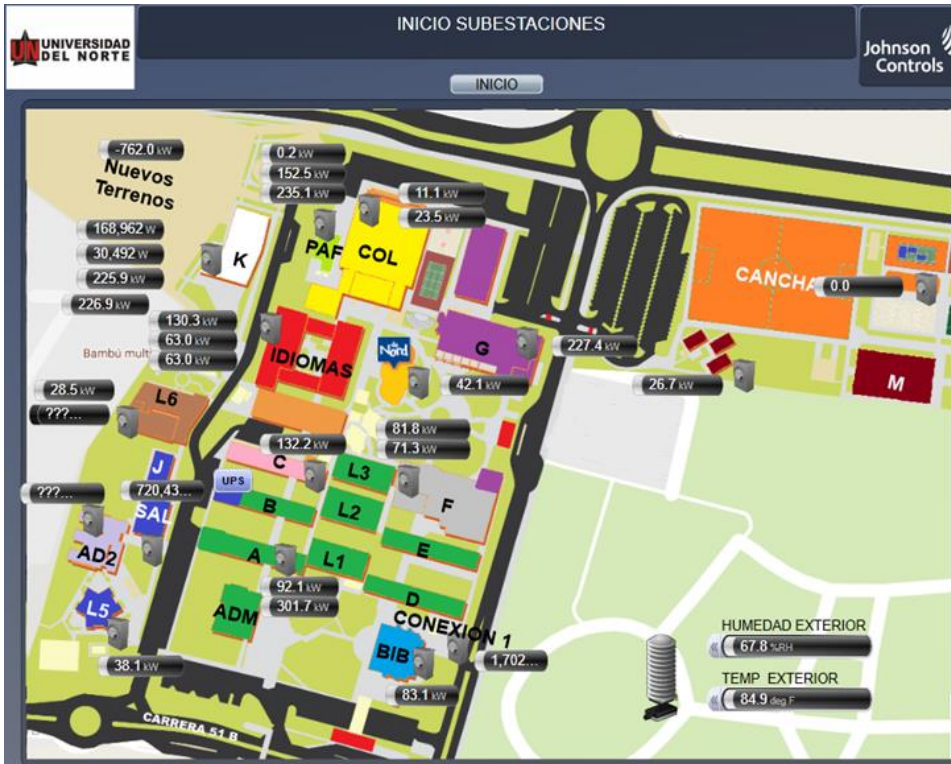 INICIO SUBESTACIONES
UNIVERSIDAD
DEL NORTE
Johnson
Controls
INICIO
-762.0 kW
Nuevos
Terrenos
0.2 kW
152.5 kW
235.1 kW
11.1 kW
23.5 kW
168,962 W
30,492 W
225.9 kW
226.9 kW
K
PAF
COL
CANCHA
0.0
130.3 kW
63.0 kW
63.0 kW
Bambú multi
IDIOMAS
du Nord
G
227.4 kW
28.5 kW
???...
L6
42.1 kW
26.7 kW
M
132.2 kW
81.8 kW
71.3 kW
C
L3
J
UPS
???...
720,43...
SAL
B
L2
F
AD2
A
L1
E
92.1 kW
301.7 kW
L5
ADM
D
CONEXION 1
BIB
1,702...
38.1 kW
83.1 kW
CARRERA 51 B
HUMEDAD EXTERIOR
67.8 %RH
TEMP EXTERIOR
84.9 deg F